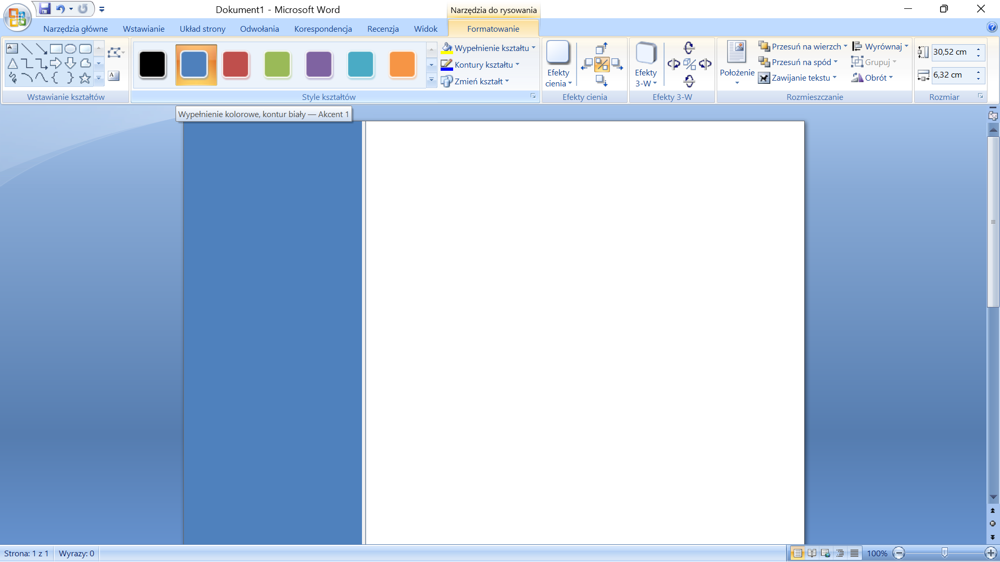 Dokument1 - Microsoft Word
Narzędzia do rysowania
Narzędzia główne Wstawianie Układ strony Odwołania Korespondencja Recenzja Widok Formatowanie
Wypełnienie kształtu
Kontury kształtu
Zmień kształt
Efekty
cienia
Efekty
3-W
Położenie
Przesuń na wierzch
Przesuń na spód
Zawijanie tekstu
Wyrównaj
Grupuj
Obrót
30,52 cm
6,32 cm
Wstawianie kształtów Style kształtów Efekty cienia Efekty 3-W Rozmieszczanie Rozmiar
Wypełnienie kolorowe, kontur biały — Akcent 1
Strona: 1 z 1 Wyrazy: 0 100%